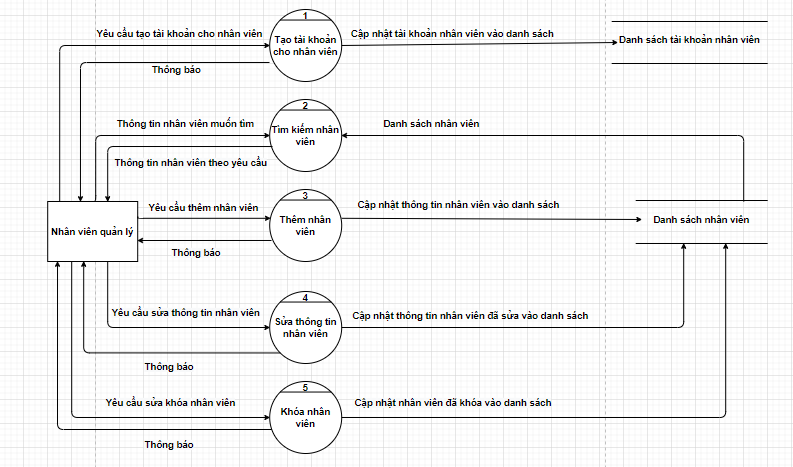 1
Yêu cầu tạo tài khoản cho nhân viên
Tạo tài khoản
cho nhân viên
Cập nhật tài khoản nhân viên vào danh sách
Danh sách tài khoản nhân viên
Thông báo
2
Thông tin nhân viên muốn tìm
Tìm kiếm nhân
viên
Danh sách nhân viên
Thông tin nhân viên theo yêu cầu
3
Yêu cầu thêm nhân viên
Thêm nhân
viên
Cập nhật thông tin nhân viên vào danh sách
Danh sách nhân viên
Nhân viên quản lý
Thông báo
4
Yêu cầu sửa thông tin nhân viên
Sửa thông tin
nhân viên
Cập nhật thông tin nhân viên đã sửa vào danh sách
Thông báo
5
Yêu cầu sửa khóa nhân viên
Khóa nhân
viên
Cập nhật nhân viên đã khóa vào danh sách
Thông báo